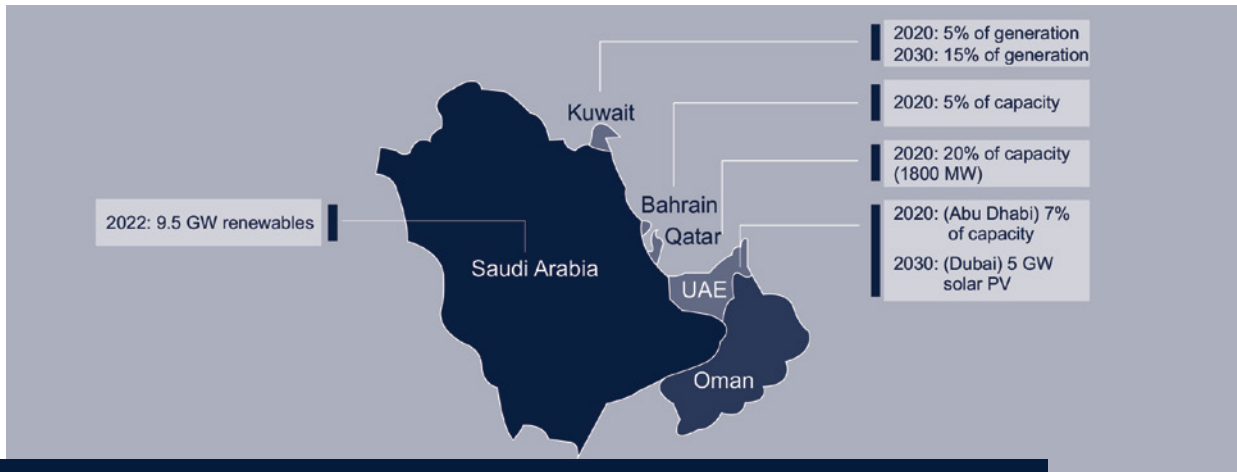 2020: 5% of generation
2030: 15% of generation
Kuwait
2020: 5% of capacity
2020: 20% of capacity
(1800 MW)
Bahrain
2022: 9.5 GW renewables
Qatar
2020: (Abu Dhabi) 7%
of capacity
Saudi Arabia
2030: (Dubai) 5 GW
solar PV
UAE
Oman